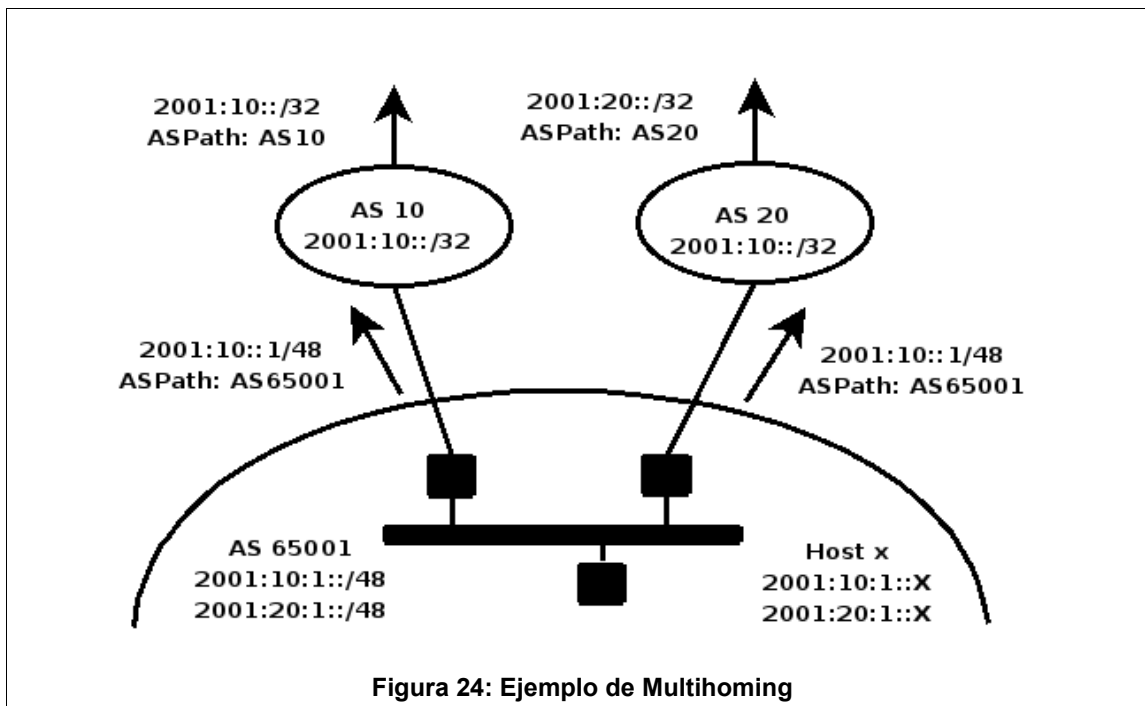 2001:10::/32
ASPath: AS10
2001:20::/32
ASPath: AS20
AS 10
2001:10::/32
AS 20
2001:10::/32
2001:10::1/48
ASPath: AS65001
2001:10::1/48
ASPath: AS65001
AS 65001
2001:10:1::/48
2001:20:1::/48
Host x
2001:10:1::X
2001:20:1::X
Figura 24: Ejemplo de Multihoming